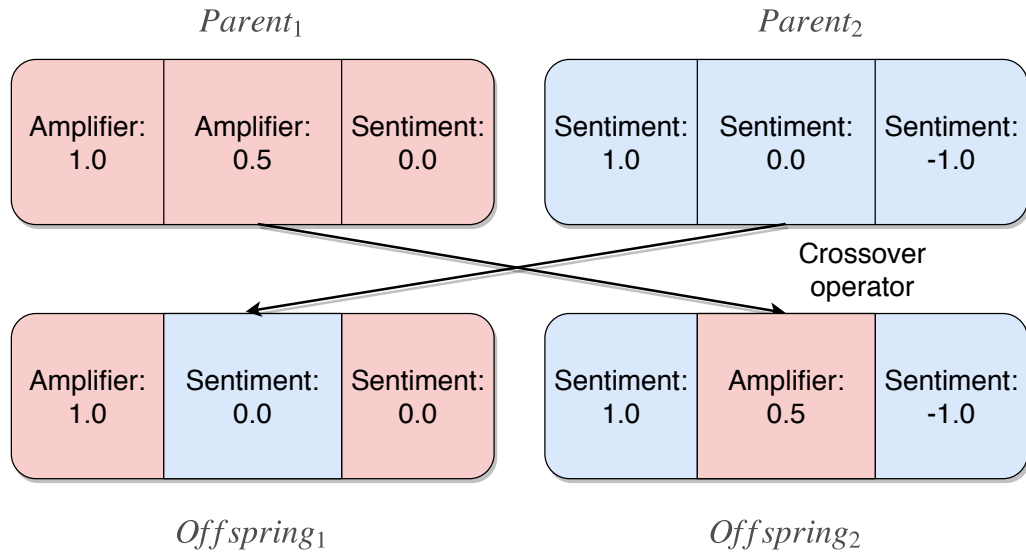 Parent₁ Parent₂
Amplifier: Amplifier: Sentiment: Sentiment: Sentiment: Sentiment:
1.0 0.5 0.0 1.0 0.0 -1.0
Crossover
operator
Amplifier: Sentiment: Sentiment: Sentiment: Amplifier: Sentiment:
1.0 0.0 0.0 1.0 0.5 -1.0
Offspring₁ Offspring₂